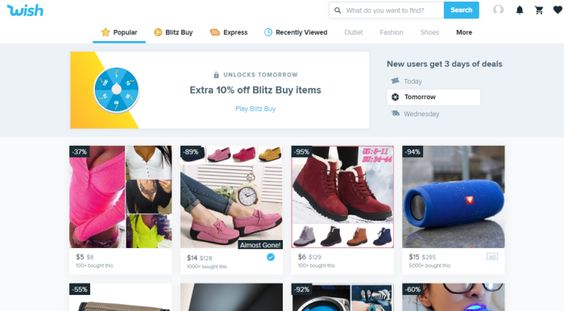 wish
What do you want to find?
Search
Popular
Blitz Buy
Express
Recently Viewed
Outlet
Fashion
Shoes
More
UNLOCKS TOMORROW
Extra 10% off Blitz Buy items
Play Blitz Buy
New users get 3 days of deals
Today
Tomorrow
Wednesday
-37%
$5 $8
100+ bought this
-89%
Almost Gone!
$14 $128
1000+ bought this
-95%
$6 $129
100+ bought this
-94%
$15 $285
5000+ bought this
-55%
-92%
-60%